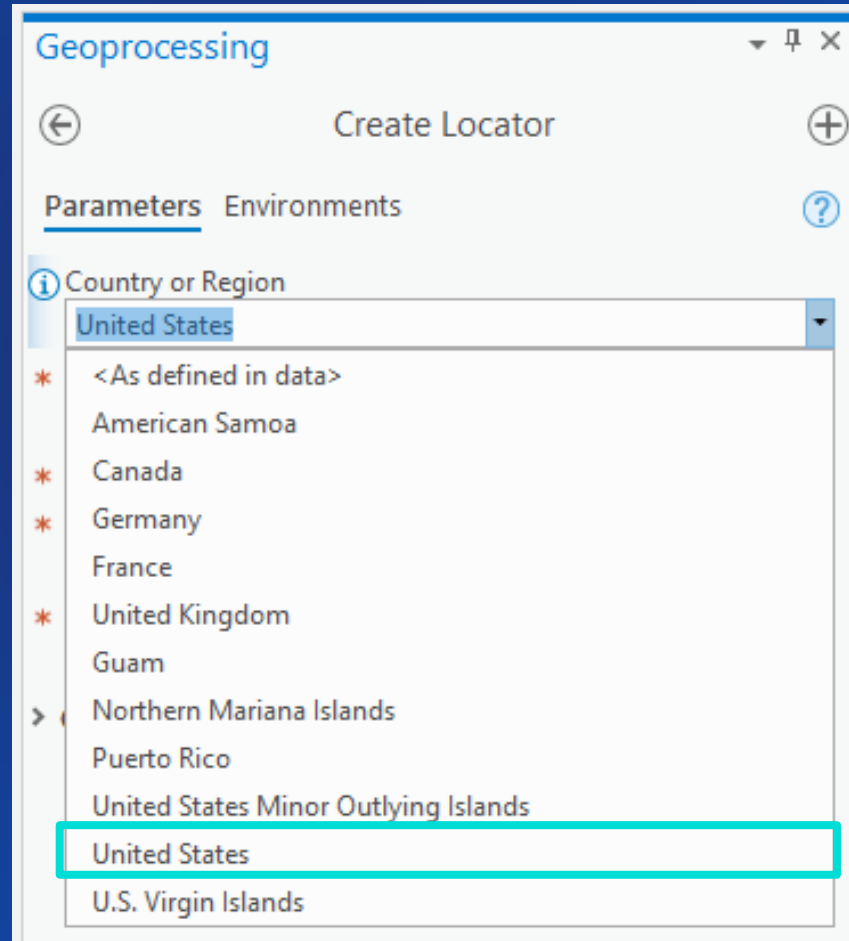 Geoprocessing
Create Locator
Parameters Environments
Country or Region
United States
<As defined in data>
American Samoa
Canada
Germany
France
United Kingdom
Guam
Northern Mariana Islands
Puerto Rico
United States Minor Outlying Islands
United States
U.S. Virgin Islands